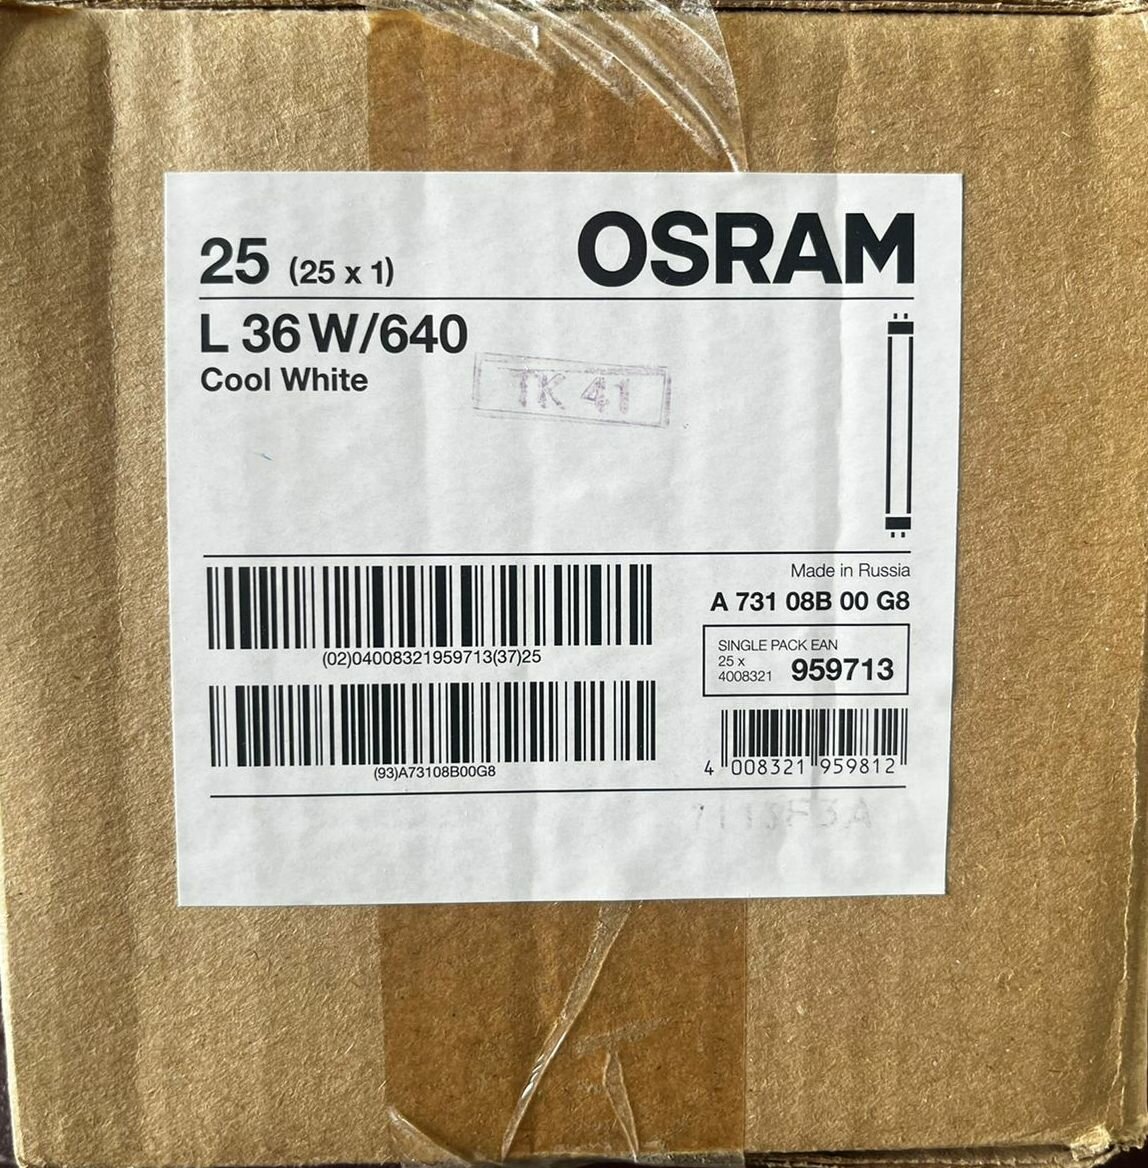 25 (25 x 1)
OSRAM
L 36 W/640
Cool White
TK 41
Made in Russia
A 731 08B 00 G8
(02)04008321959713(37)25
SINGLE PACK EAN
25 x
4008321 959713
(93)A73108B00G8
4 008321 959812